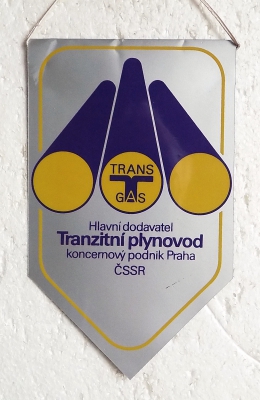 TRANS
GAS
Hlavní dodavatel
Tranzitní plynovod
koncernový podnik Praha
ČSSR